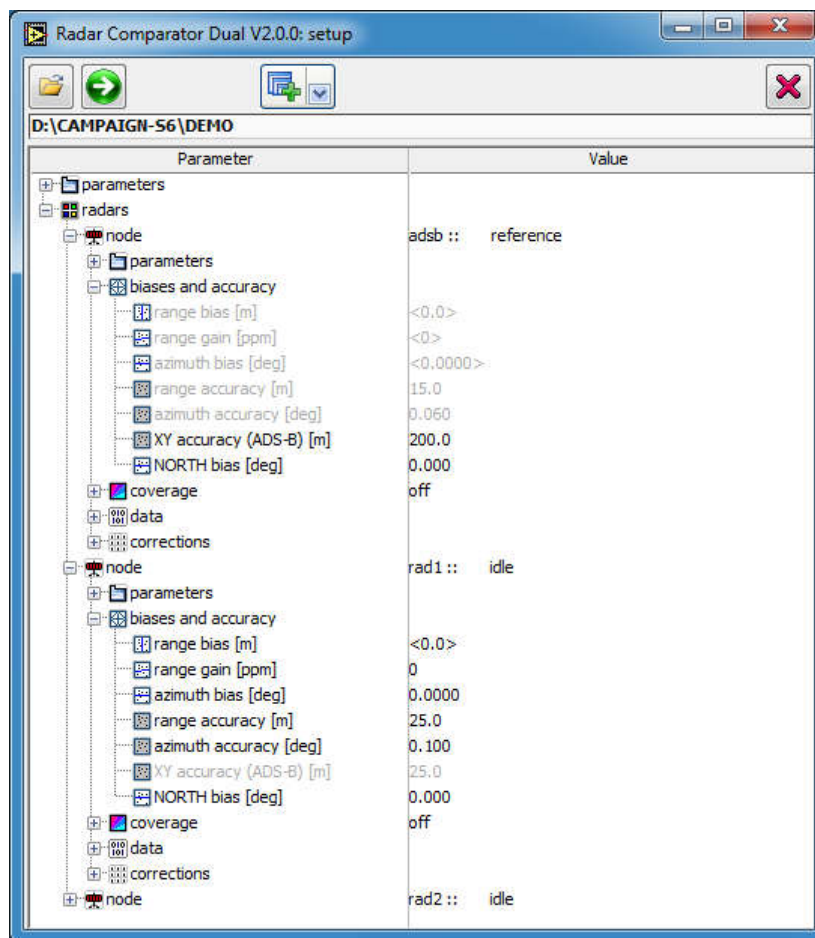 Radar Comparator Dual V2.0.0: setup
D:\CAMPAIGN-S6\DEMO
Parameter Value
parameters
radars
node adsb :: reference
parameters
biases and accuracy
range bias [m] <0.0>
range gain [ppm] <0>
azimuth bias [deg] <0.0000>
range accuracy [m] 15.0
azimuth accuracy [deg] 0.060
XY accuracy (ADS-B) [m] 200.0
NORTH bias [deg] 0.000
coverage off
data
corrections
node rad1 :: idle
parameters
biases and accuracy
range bias [m] <0.0>
range gain [ppm] 0
azimuth bias [deg] 0.0000
range accuracy [m] 25.0
azimuth accuracy [deg] 0.100
XY accuracy (ADS-B) [m] 25.0
NORTH bias [deg] 0.000
coverage off
data
corrections
node rad2 :: idle